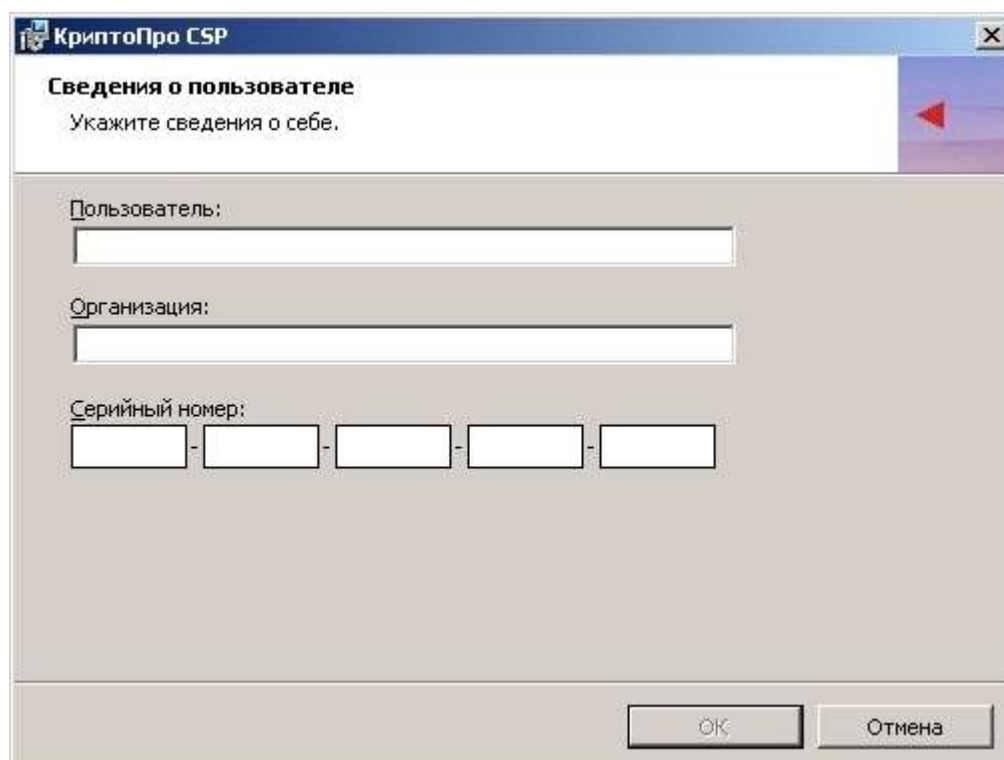 КриптоПро CSP
Сведения о пользователе
Укажите сведения о себе.
Пользователь:
Организация:
Серийный номер:
- - - -
OK Отмена